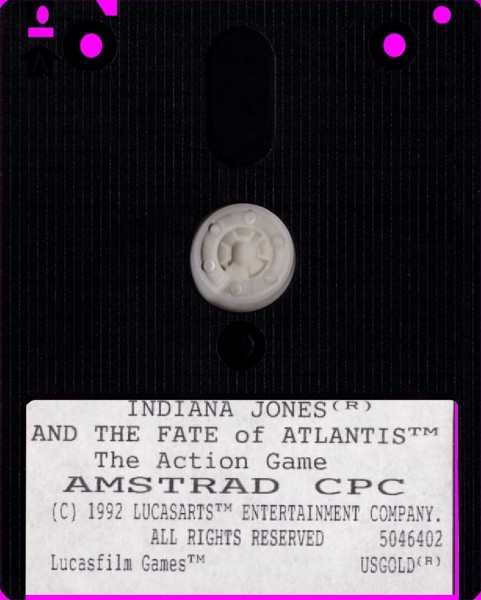 INDIANA JONES(R)
AND THE FATE of ATLANTIS™
The Action Game
AMSTRAD CPC
(C) 1992 LUCASARTS™ ENTERTAINMENT COMPANY.
ALL RIGHTS RESERVED 5046402
Lucasfilm Games™ USGOLD(R)